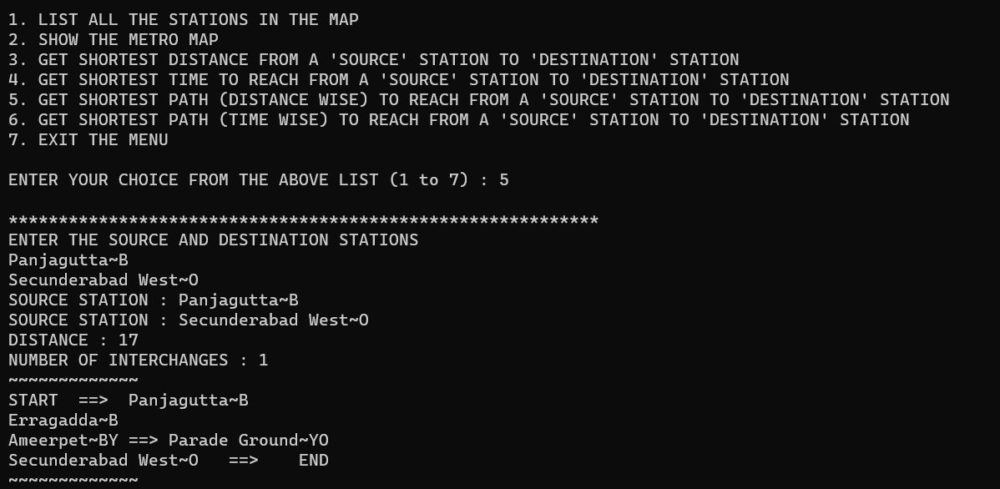 1. LIST ALL THE STATIONS IN THE MAP
2. SHOW THE METRO MAP
3. GET SHORTEST DISTANCE FROM A 'SOURCE' STATION TO 'DESTINATION' STATION
4. GET SHORTEST TIME TO REACH FROM A 'SOURCE' STATION TO 'DESTINATION' STATION
5. GET SHORTEST PATH (DISTANCE WISE) TO REACH FROM A 'SOURCE' STATION TO 'DESTINATION' STATION
6. GET SHORTEST PATH (TIME WISE) TO REACH FROM A 'SOURCE' STATION TO 'DESTINATION' STATION
7. EXIT THE MENU
ENTER YOUR CHOICE FROM THE ABOVE LIST (1 to 7) : 5
***********************************************************
ENTER THE SOURCE AND DESTINATION STATIONS
Panjagutta~B
Secunderabad West~O
SOURCE STATION : Panjagutta~B
SOURCE STATION : Secunderabad West~O
DISTANCE : 17
NUMBER OF INTERCHANGES : 1
~~~~~~~~~~~~~
START  ==>  Panjagutta~B
Erragadda~B
Ameerpet~BY ==> Parade Ground~YO
Secunderabad West~O   ==>    END
~~~~~~~~~~~~~